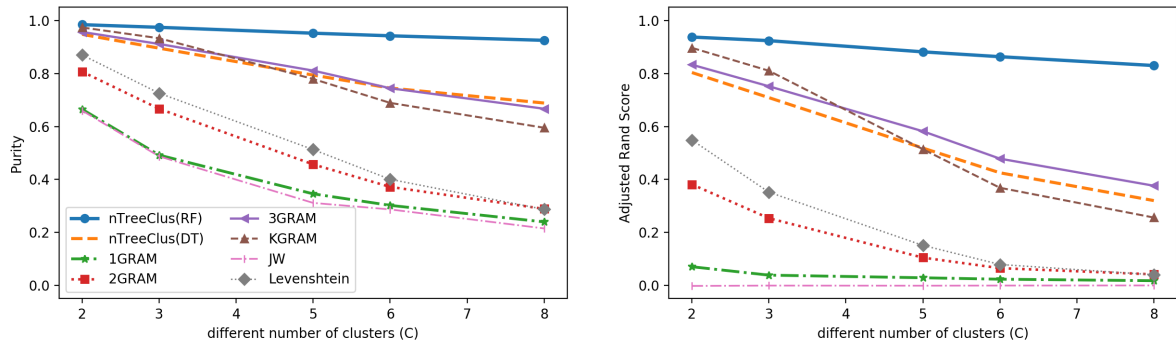 Purity
1.0
0.8
0.6
0.4
0.2
0.0
nTreeClus(RF)
nTreeClus(DT)
1GRAM
2GRAM
3GRAM
KGRAM
JW
Levenshtein
2 3 4 5 6 7 8
different number of clusters (C)
Adjusted Rand Score
1.0
0.8
0.6
0.4
0.2
0.0
2 3 4 5 6 7 8
different number of clusters (C)